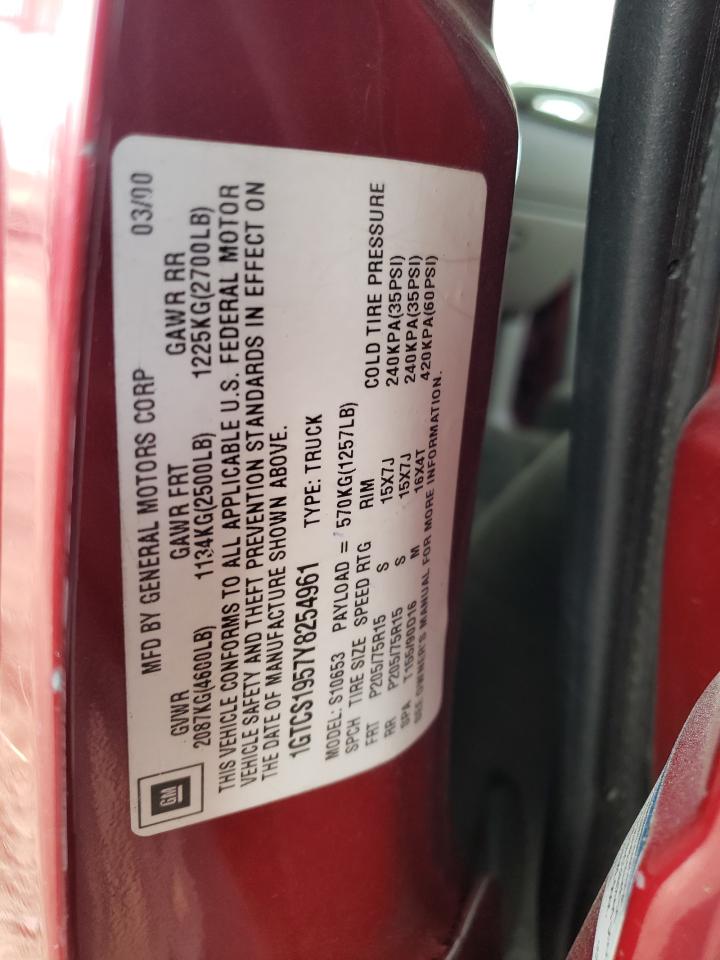 GM
MFD BY GENERAL MOTORS CORP 03/00
GVWR GAWR FRT GAWR RR
2087KG(4600LB) 1134KG(2500LB) 1225KG(2700LB)
THIS VEHICLE CONFORMS TO ALL APPLICABLE U.S. FEDERAL MOTOR
VEHICLE SAFETY AND THEFT PREVENTION STANDARDS IN EFFECT ON
THE DATE OF MANUFACTURE SHOWN ABOVE.
1GTCS1957Y8254961 TYPE: TRUCK
MODEL: S10653 PAYLOAD = 570KG(1257LB)
SPCH TIRE SIZE SPEED RTG RIM COLD TIRE PRESSURE
FRT P205/75R15 S 15X7J 240KPA(35PSI)
RR P205/75R15 S 15X7J 240KPA(35PSI)
SPA T155/90D16 M 16X4T 420KPA(60PSI)
SEE OWNER'S MANUAL FOR MORE INFORMATION.